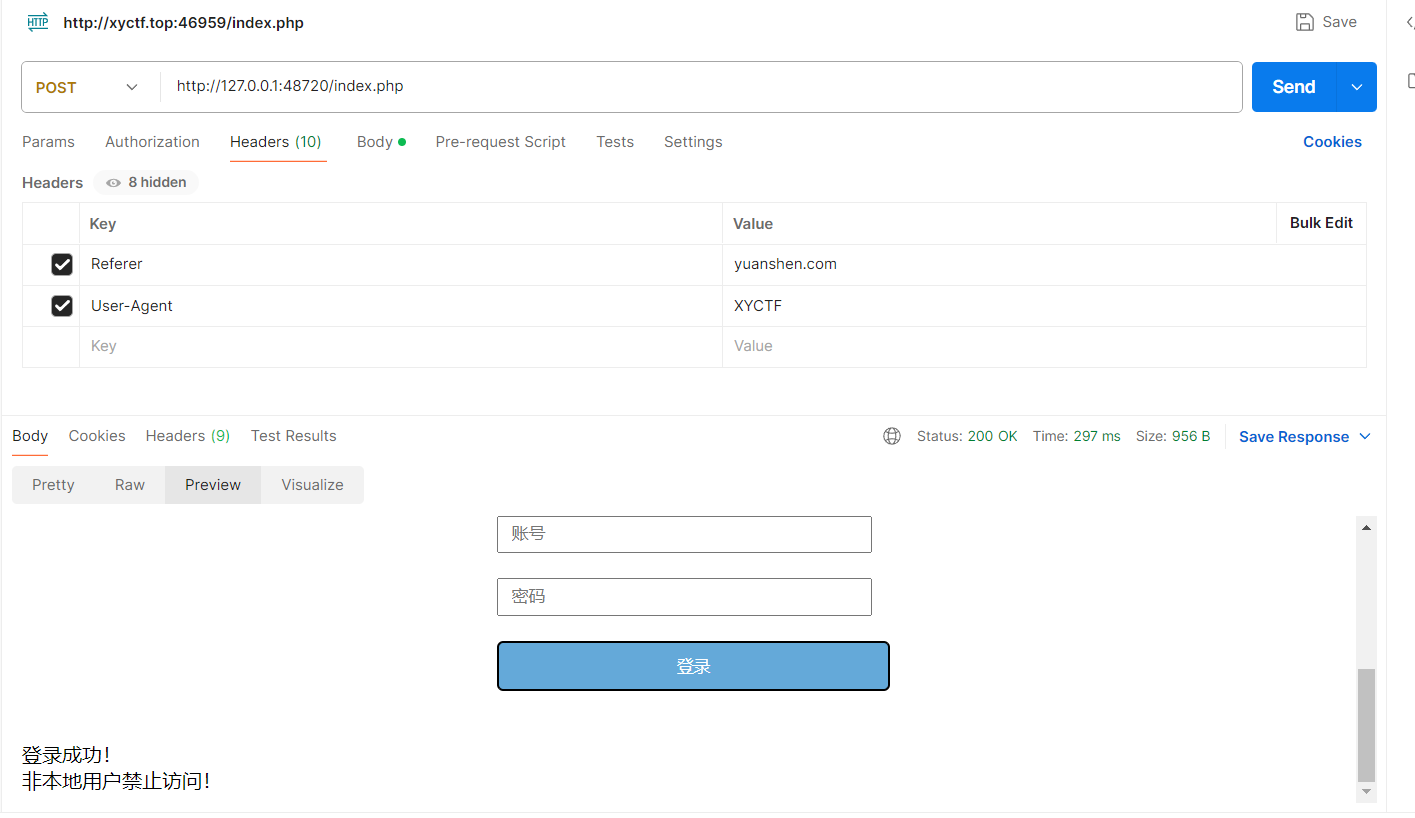 HTTP http://xyctf.top:46959/index.php Save
POST http://127.0.0.1:48720/index.php Send
Params Authorization Headers (10) Body Pre-request Script Tests Settings Cookies
Headers 8 hidden
Key Value Bulk Edit
Referer yuanshen.com
User-Agent XYCTF
Key Value
Body Cookies Headers (9) Test Results Status: 200 OK Time: 297 ms Size: 956 B Save Response
Pretty Raw Preview Visualize
账号
密码
登录
登录成功!
非本地用户禁止访问!